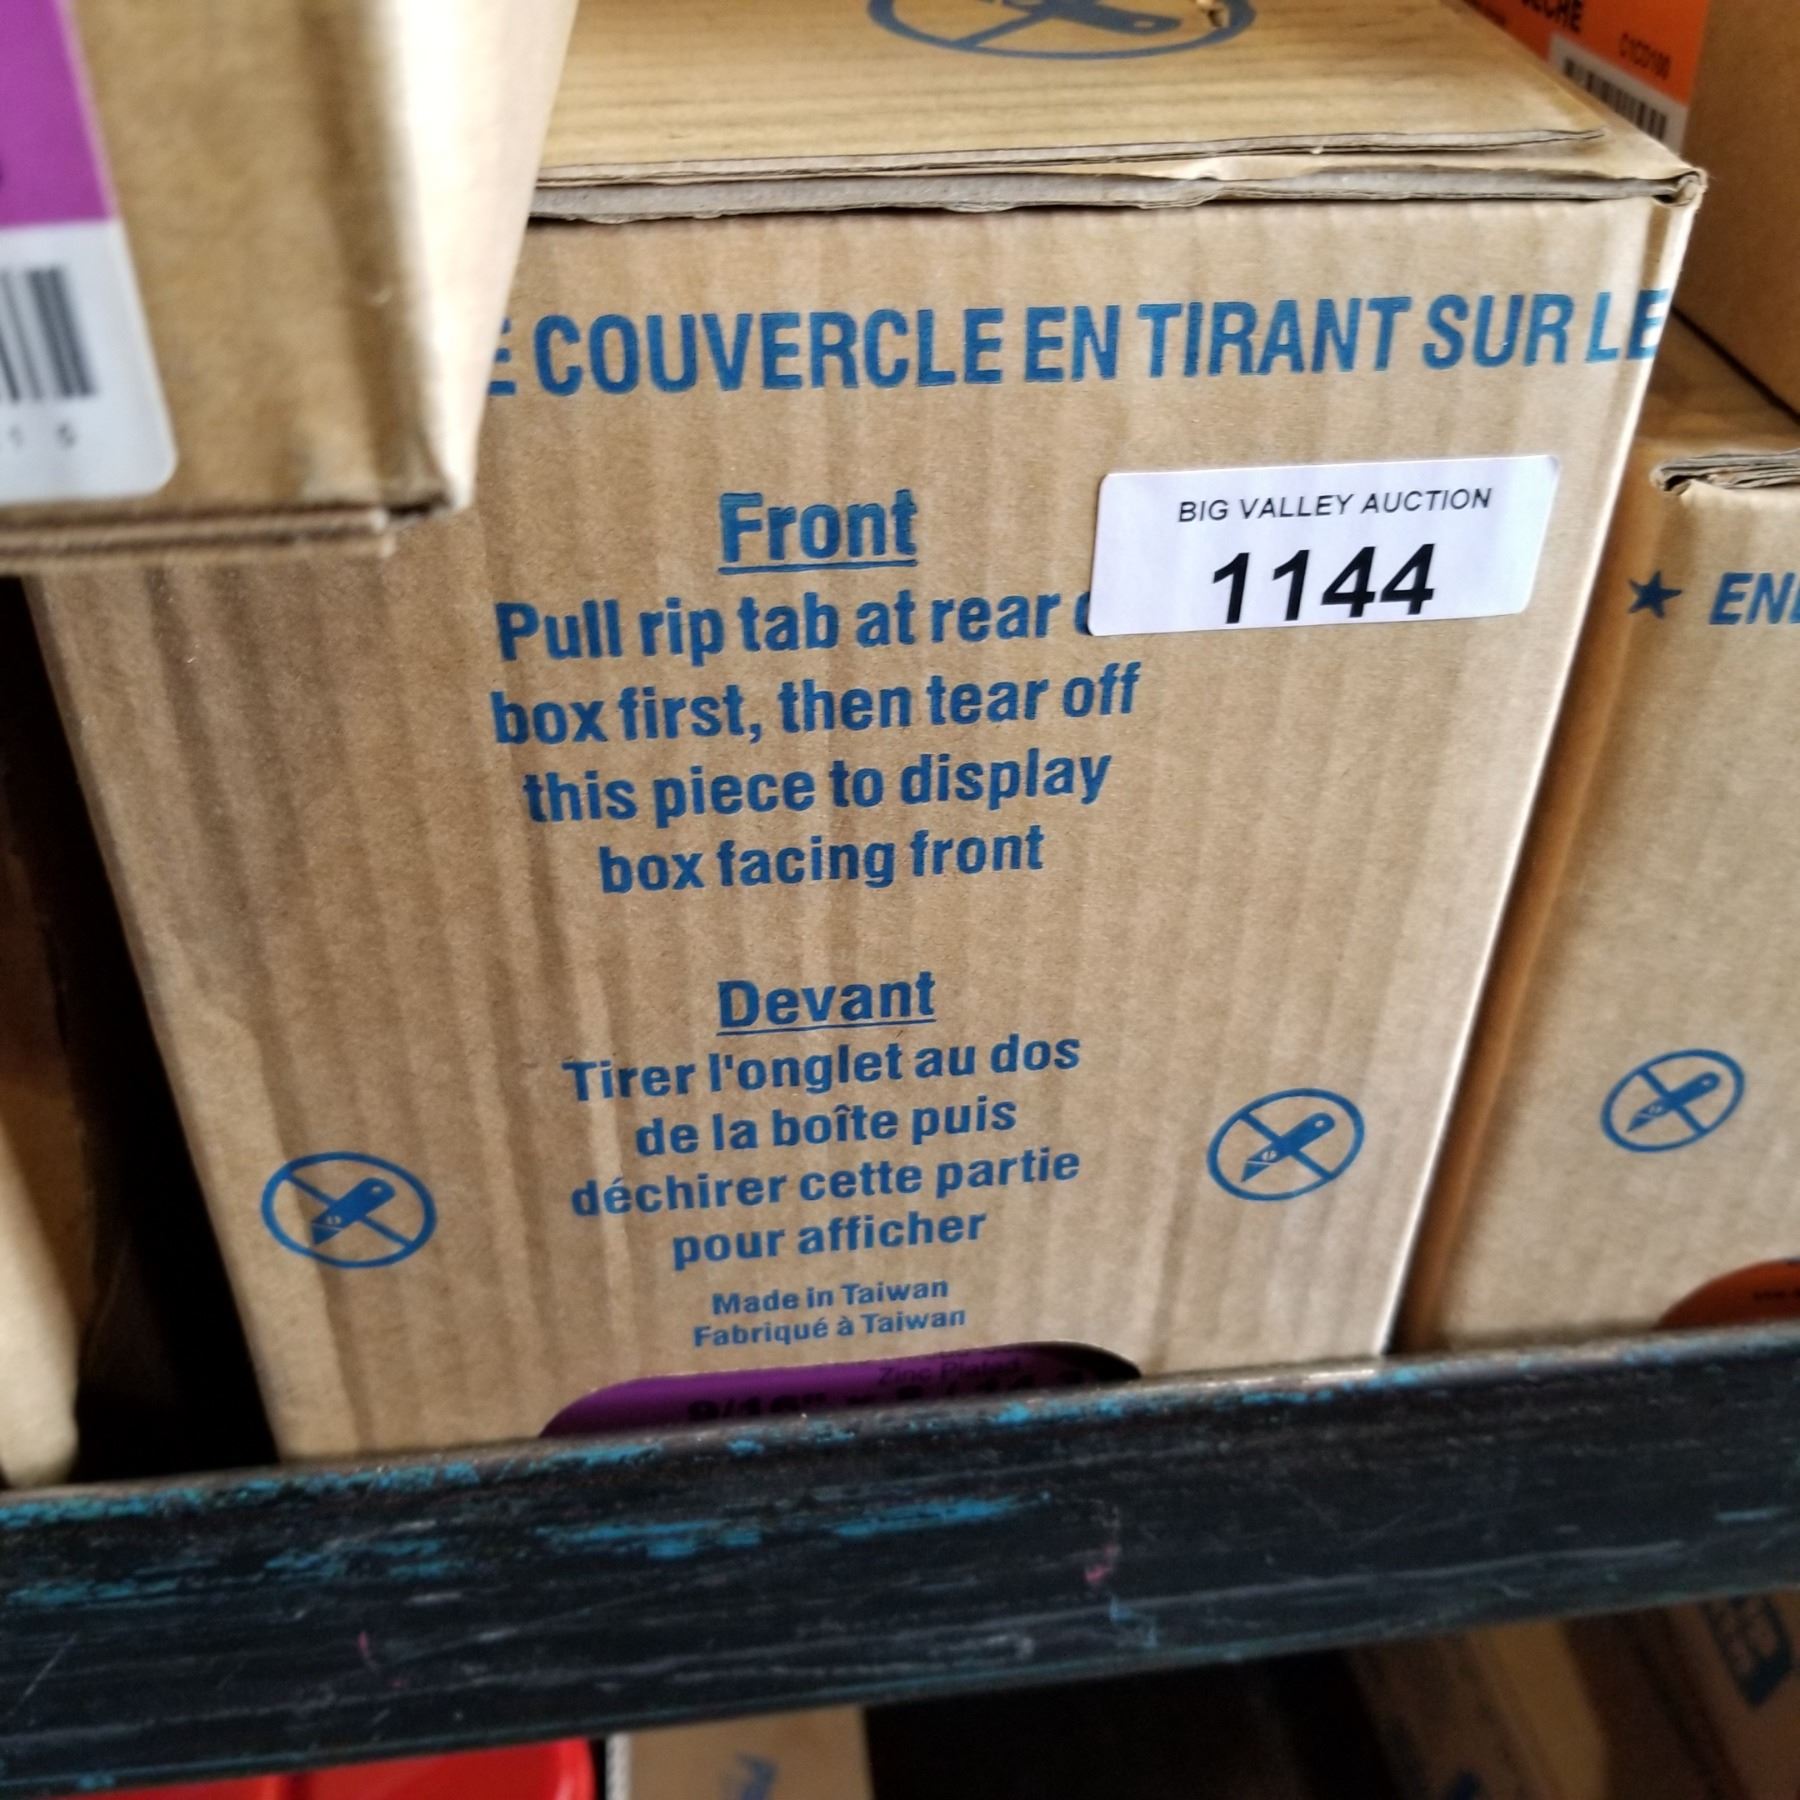 COUVERCLE EN TIRANT SUR LE
BIG VALLEY AUCTION
1144
Front
Pull rip tab at rear
box first, then tear off
this piece to display
box facing front
Devant
Tirer l'onglet au dos
de la boîte puis
déchirer cette partie
pour afficher
Made in Taiwan
Fabriqué à Taiwan
Zinc Plated